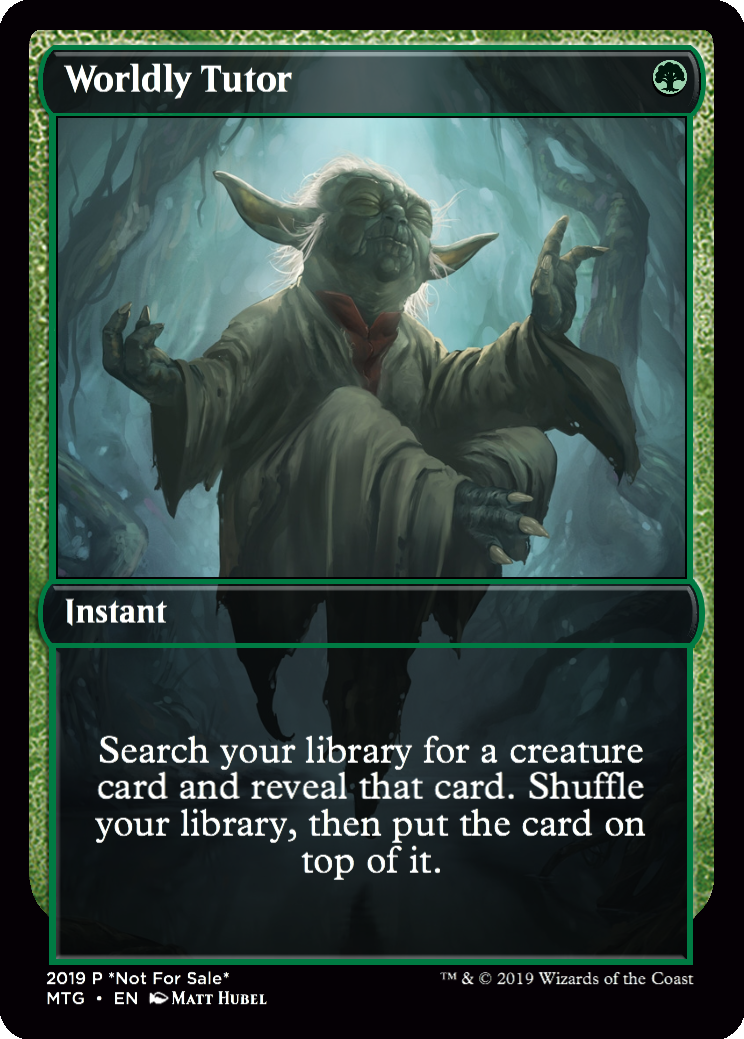 Worldly Tutor
Instant
Search your library for a creature
card and reveal that card. Shuffle
your library, then put the card on
top of it.
2019 P *Not For Sale*
™ & © 2019 Wizards of the Coast
MTG • EN Matt Hubel